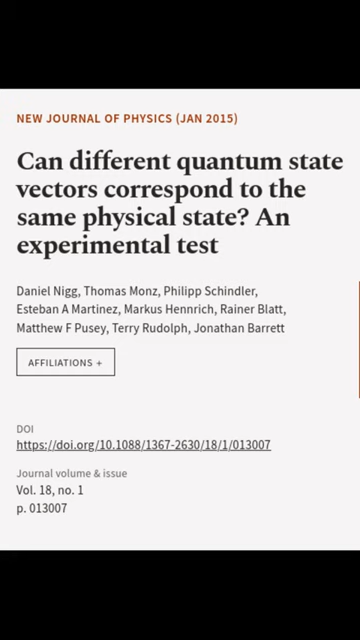 NEW JOURNAL OF PHYSICS (JAN 2015)
Can different quantum state
vectors correspond to the
same physical state? An
experimental test
Daniel Nigg, Thomas Monz, Philipp Schindler,
Esteban A Martinez, Markus Hennrich, Rainer Blatt,
Matthew F Pusey, Terry Rudolph, Jonathan Barrett
AFFILIATIONS +
DOI
https://doi.org/10.1088/1367-2630/18/1/013007
Journal volume & issue
Vol. 18, no. 1
p. 013007